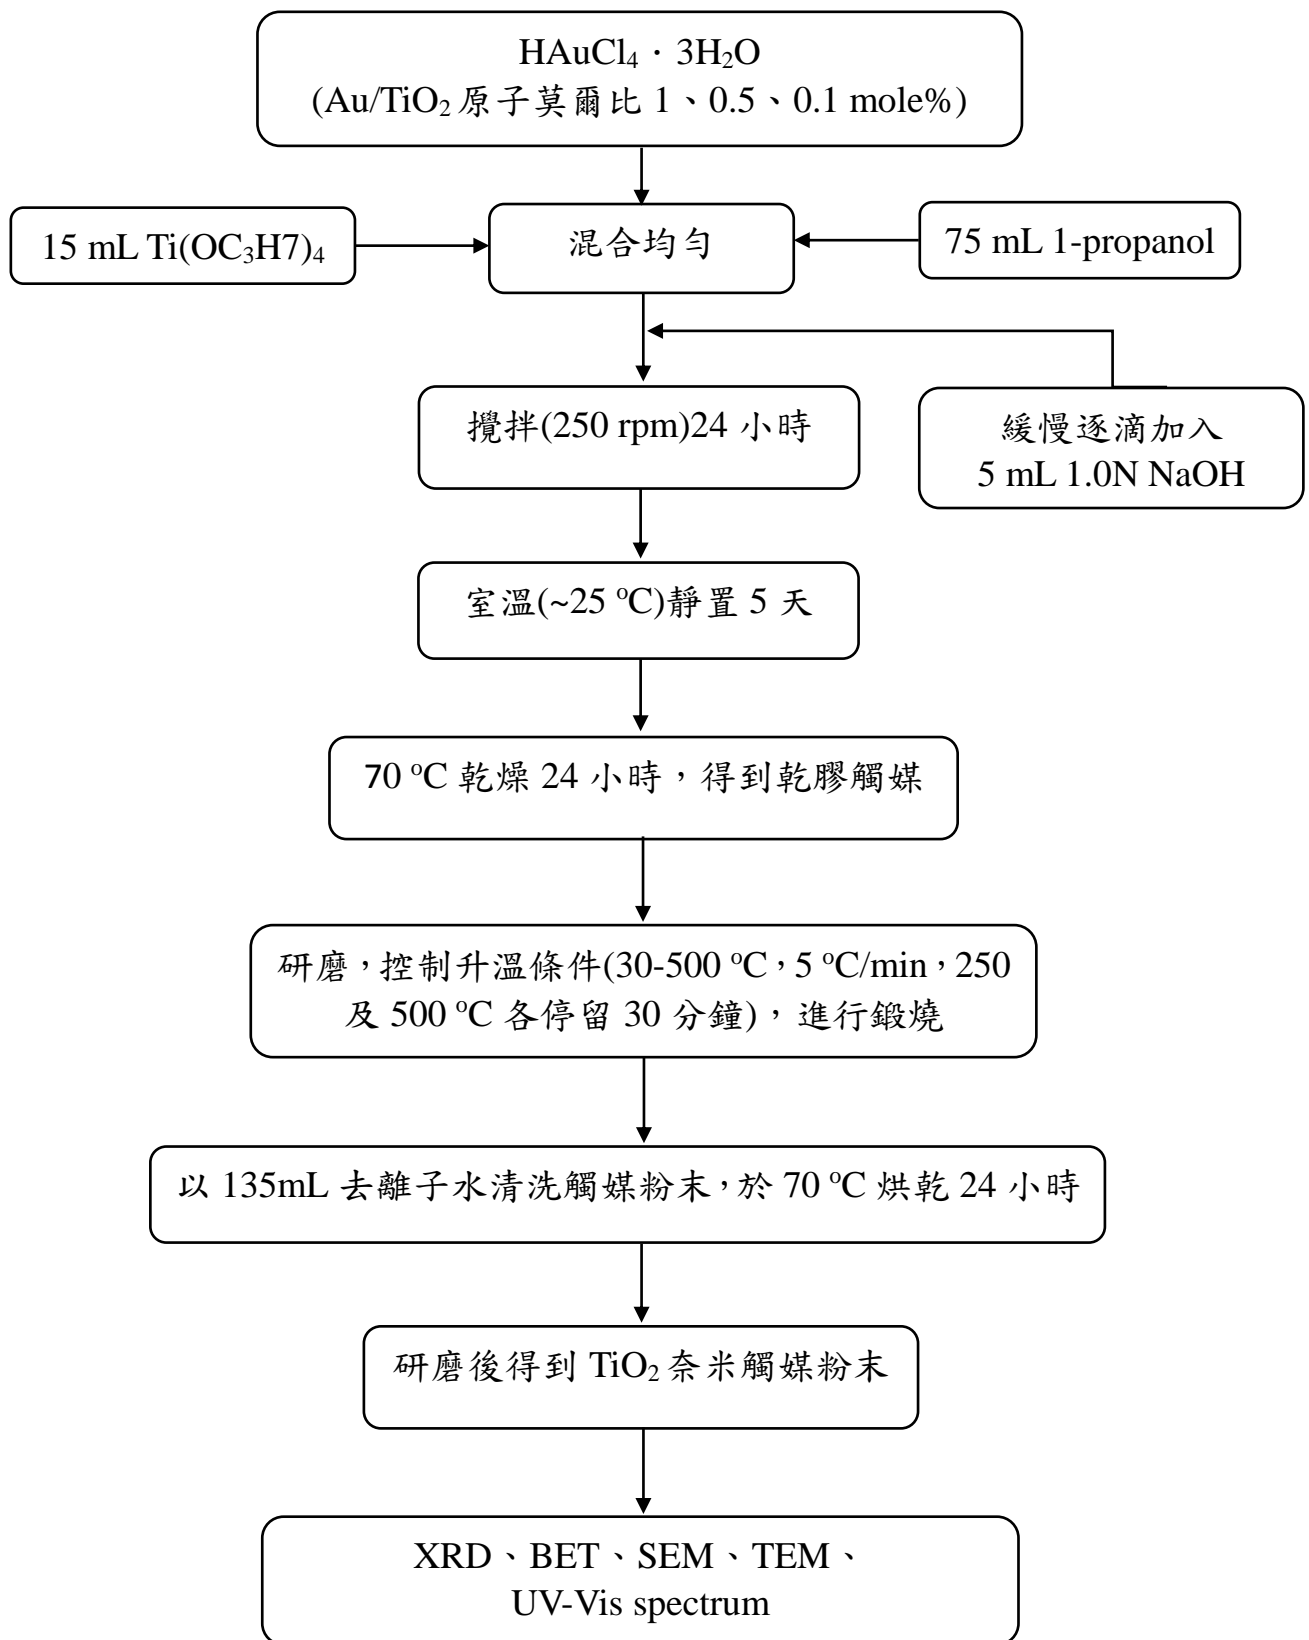 HAuCl₄．3H₂O
(Au/TiO₂ 原子莫爾比 1、0.5、0.1 mole%)
15 mL Ti(OC₃H7)₄
混合均勻
75 mL 1-propanol
攪拌(250 rpm)24 小時
緩慢逐滴加入
5 mL 1.0N NaOH
室溫(~25 ºC)靜置 5 天
70 ºC 乾燥 24 小時，得到乾膠觸媒
研磨，控制升溫條件(30-500 ºC，5 ºC/min，250
及 500 ºC 各停留 30 分鐘)，進行鍛燒
以 135mL 去離子水清洗觸媒粉末，於 70 ºC 烘乾 24 小時
研磨後得到 TiO₂ 奈米觸媒粉末
XRD、BET、SEM、TEM、
UV-Vis spectrum